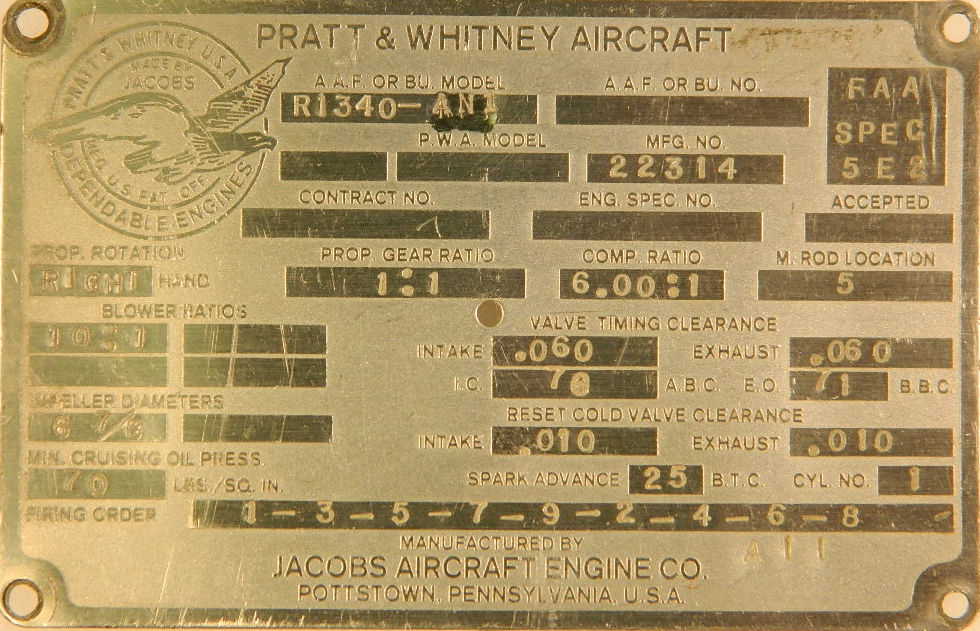 PRATT & WHITNEY AIRCRAFT
PRATT & WHITNEY U.S.A.
MADE BY
JACOBS
REG. U.S. PAT. OFF.
DEPENDABLE ENGINES
A.A.F. OR BU. MODEL A.A.F. OR BU. NO.
R1340-AN1
FAA
SPEC
5E2
P.W.A. MODEL MFG. NO.
22314
CONTRACT NO. ENG. SPEC. NO. ACCEPTED
PROP. ROTATION PROP. GEAR RATIO COMP. RATIO M. ROD LOCATION
RIGHT HAND 1:1 6.00:1 5
BLOWER RATIOS VALVE TIMING CLEARANCE
10:1 INTAKE .060 EXHAUST .060
I.C. A.B.C. E.O. 71 B.B.C.
IMPELLER DIAMETERS RESET COLD VALVE CLEARANCE
INTAKE .010 EXHAUST .010
MIN. CRUISING OIL PRESS. SPARK ADVANCE 25 B.T.C. CYL. NO. 1
70 LBS./SQ. IN.
FIRING ORDER 1-3-5-7-9-2-4-6-8
MANUFACTURED BY
JACOBS AIRCRAFT ENGINE CO.
POTTSTOWN, PENNSYLVANIA, U.S.A.